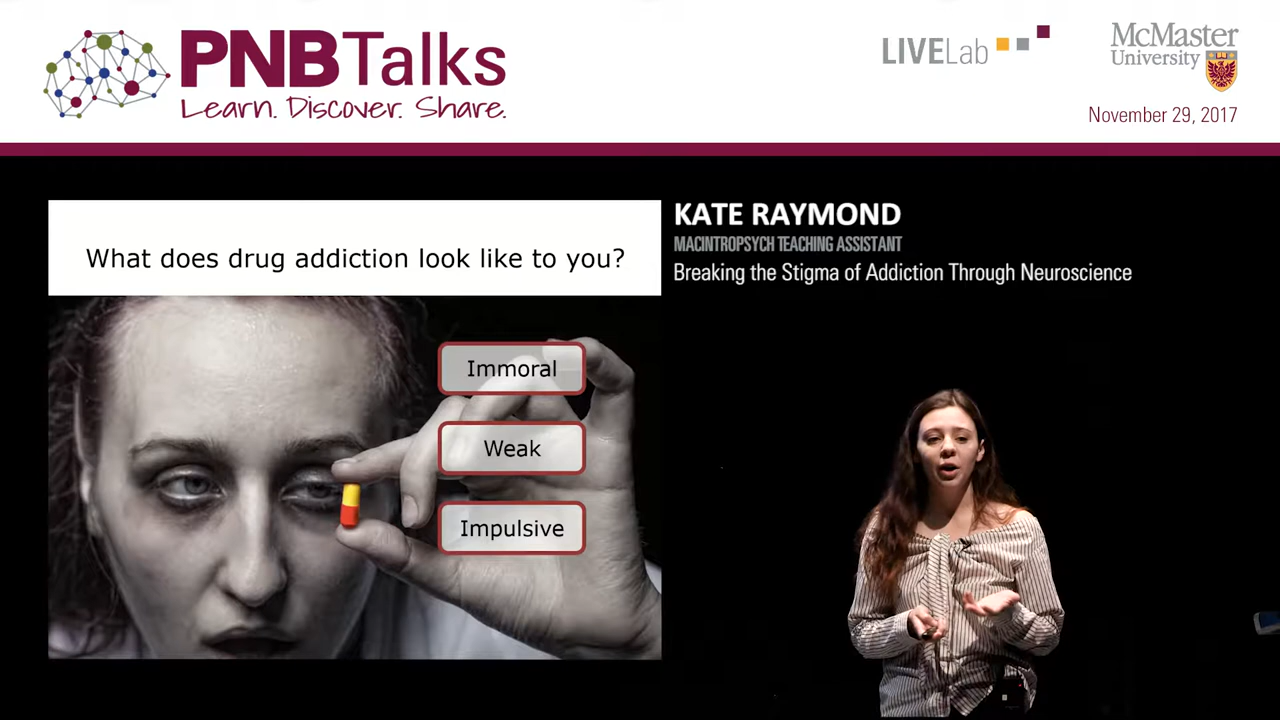 PNBTalks
Learn. Discover. Share.
LIVELab
McMaster
University
November 29, 2017
What does drug addiction look like to you?
Immoral
Weak
Impulsive
KATE RAYMOND
MACINTROPSYCH TEACHING ASSISTANT
Breaking the Stigma of Addiction Through Neuroscience